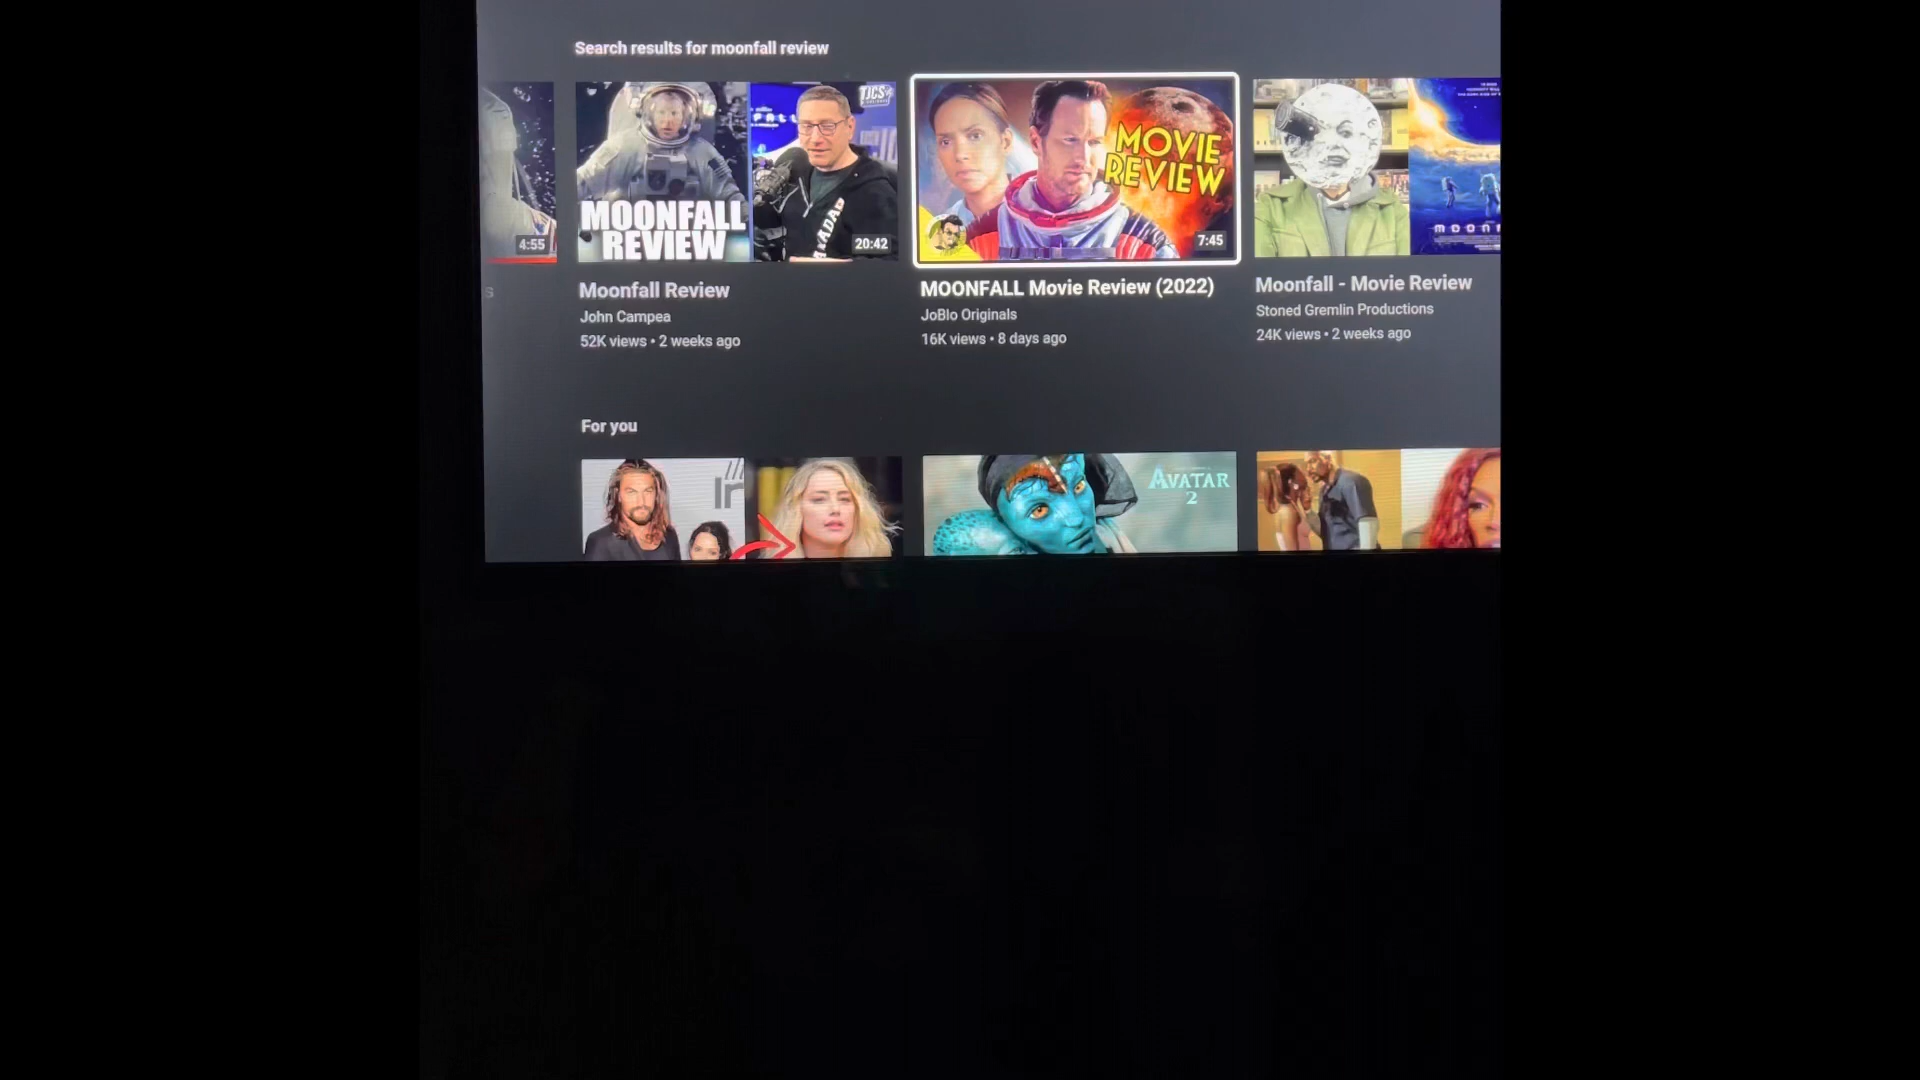 Search results for moonfall review
4:55
MOONFALL
REVIEW
TJCS
20:42
MOVIE
REVIEW
7:45
s
Moonfall Review
John Campea
52K views • 2 weeks ago
MOONFALL Movie Review (2022)
JoBlo Originals
16K views • 8 days ago
Moonfall - Movie Review
Stoned Gremlin Productions
24K views • 2 weeks ago
For you
AVATAR
2